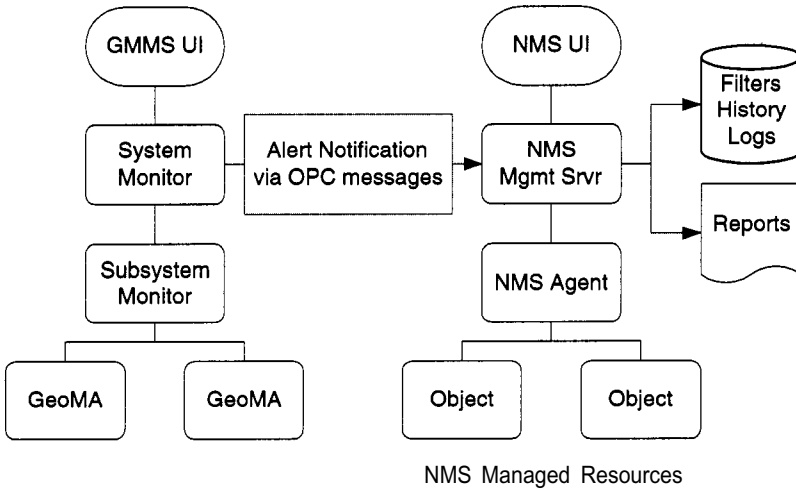 GMMS UI
NMS UI
Filters
History
Logs
System
Monitor
Alert Notification
via OPC messages
NMS
Mgmt Srvr
Reports
Subsystem
Monitor
NMS Agent
GeoMA
GeoMA
Object
Object
NMS Managed Resources